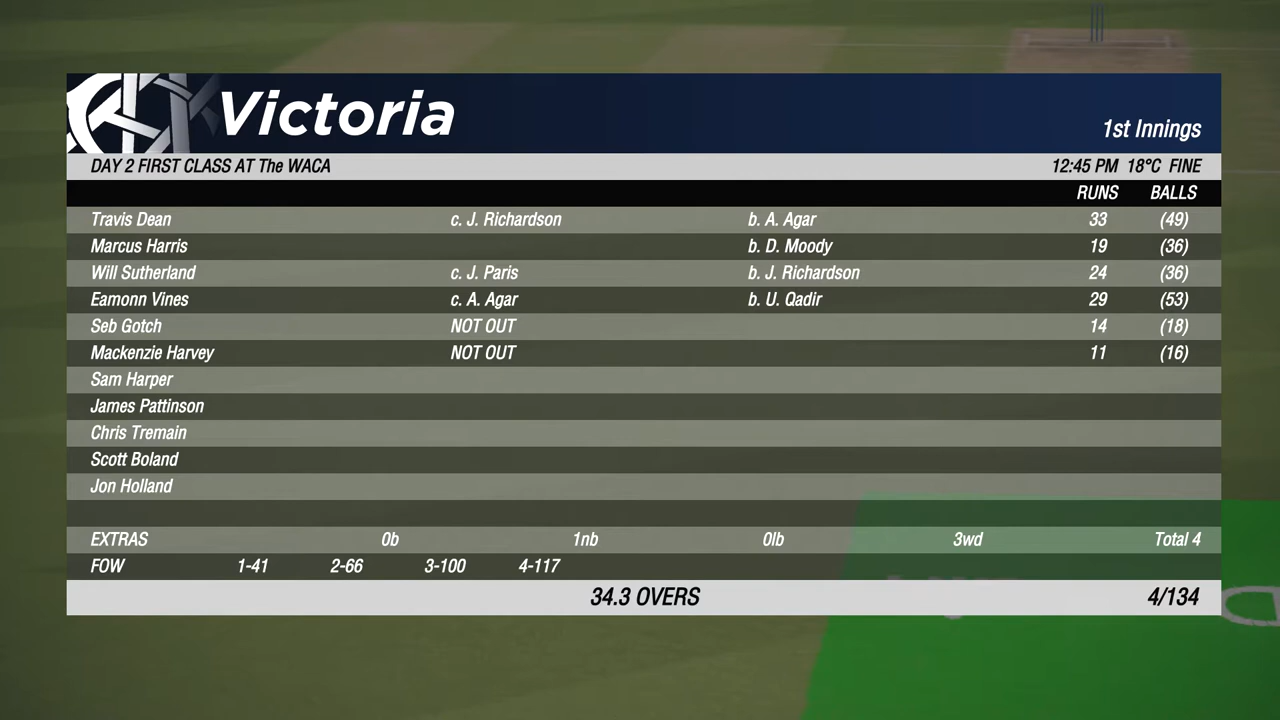 Victoria
1st Innings
DAY 2 FIRST CLASS AT The WACA 12:45 PM 18°C FINE
RUNS BALLS
Travis Dean c. J. Richardson b. A. Agar 33 (49)
Marcus Harris b. D. Moody 19 (36)
Will Sutherland c. J. Paris b. J. Richardson 24 (36)
Eamonn Vines c. A. Agar b. U. Qadir 29 (53)
Seb Gotch NOT OUT 14 (18)
Mackenzie Harvey NOT OUT 11 (16)
Sam Harper
James Pattinson
Chris Tremain
Scott Boland
Jon Holland
EXTRAS 0b 1nb 0lb 3wd Total 4
FOW 1-41 2-66 3-100 4-117
34.3 OVERS 4/134